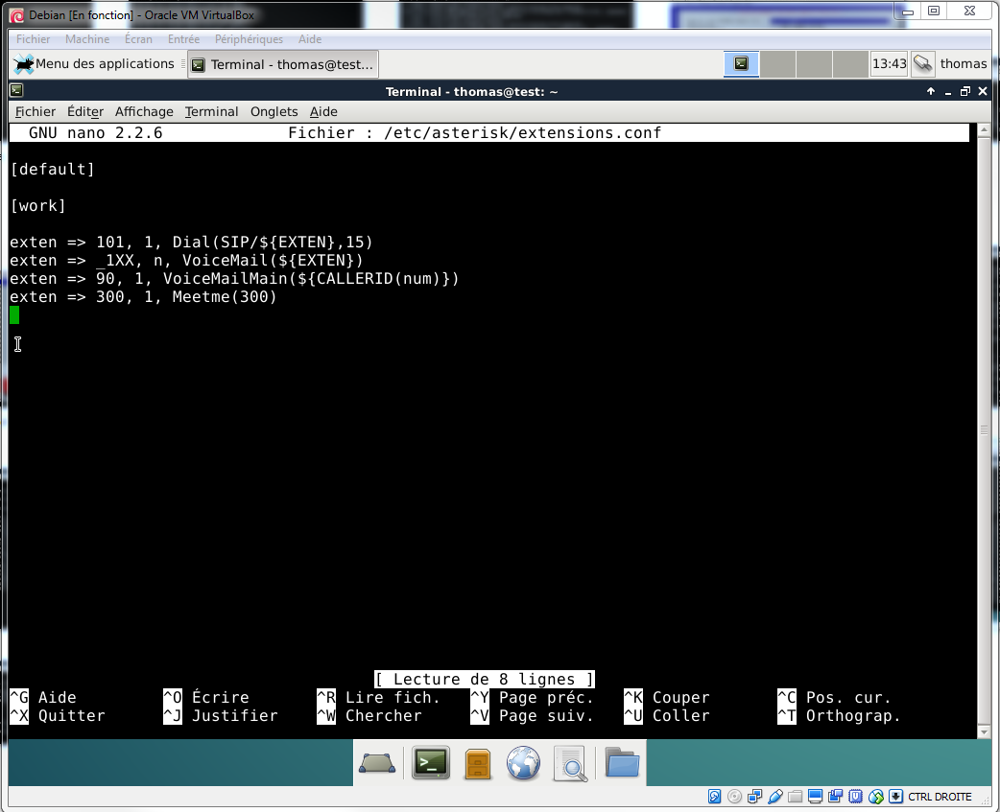 Debian [En fonction] - Oracle VM VirtualBox
Fichier Machine Écran Entrée Périphériques Aide
Menu des applications Terminal - thomas@test... 13:43 thomas
Terminal - thomas@test: ~
Fichier Éditer Affichage Terminal Onglets Aide
GNU nano 2.2.6 Fichier : /etc/asterisk/extensions.conf
[default]
[work]
exten => 101, 1, Dial(SIP/${EXTEN},15)
exten => _1XX, n, VoiceMail(${EXTEN})
exten => 90, 1, VoiceMailMain(${CALLERID(num)})
exten => 300, 1, Meetme(300)
[ Lecture de 8 lignes ]
^G Aide ^O Écrire ^R Lire fich. ^Y Page préc. ^K Couper ^C Pos. cur.
^X Quitter ^J Justifier ^W Chercher ^V Page suiv. ^U Coller ^T Orthograp.
CTRL DROITE